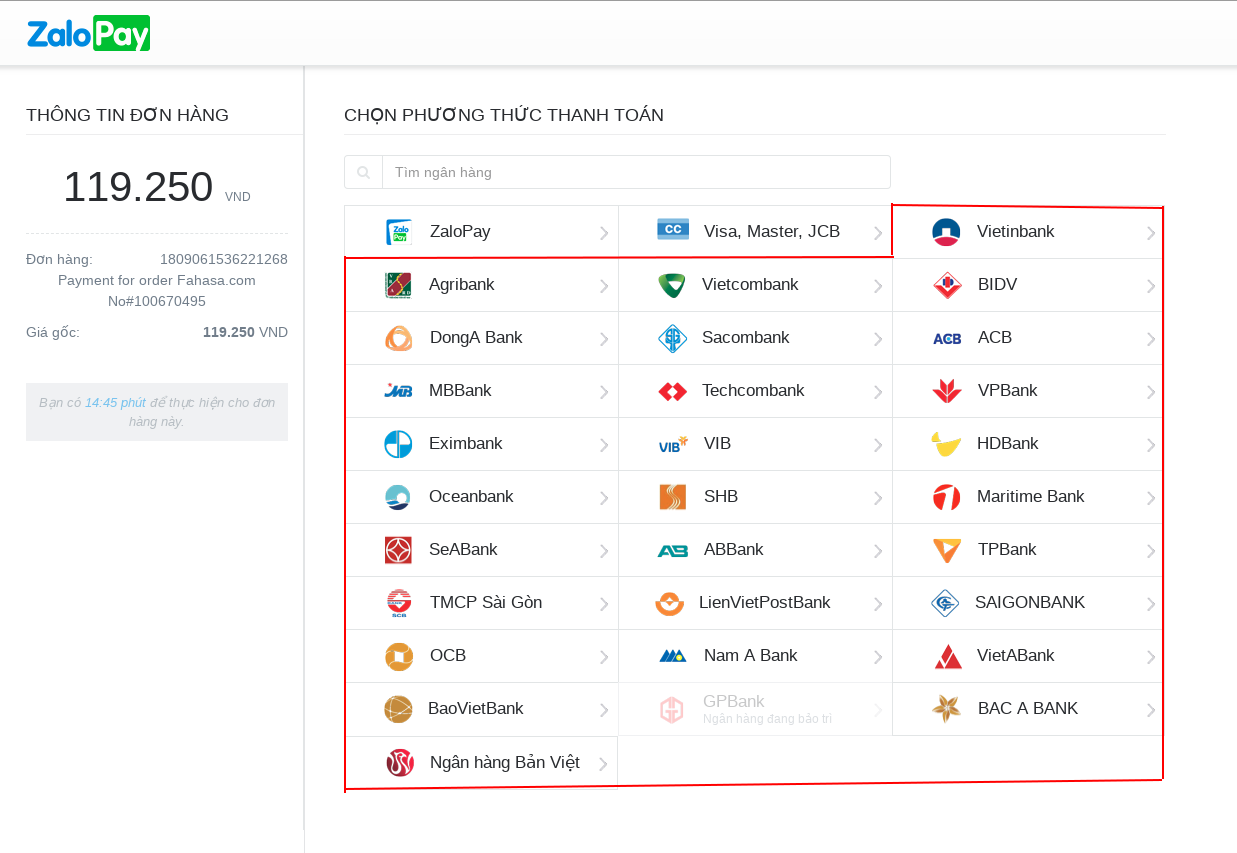 ZaloPay
THÔNG TIN ĐƠN HÀNG
119.250 VND
Đơn hàng: 1809061536221268
Payment for order Fahasa.com
No#100670495
Giá gốc: 119.250 VND
Bạn có 14:45 phút để thực hiện cho đơn
hàng này.
CHỌN PHƯƠNG THỨC THANH TOÁN
Tìm ngân hàng
Zalo Pay ZaloPay
CC Visa, Master, JCB
Vietinbank
Agribank
Vietcombank
BIDV
DongA Bank
Sacombank
ACB ACB
MBBank
Techcombank
VPBank
Eximbank
VIB VIB
HDBank
Oceanbank
SHB
Maritime Bank
SeABank
AB ABBank
TPBank
SCB TMCP Sài Gòn
LienVietPostBank
SAIGONBANK
OCB
Nam A Bank
VietABank
BaoVietBank
GPBank
Ngân hàng đang bảo trì
BAC A BANK
Ngân hàng Bản Việt